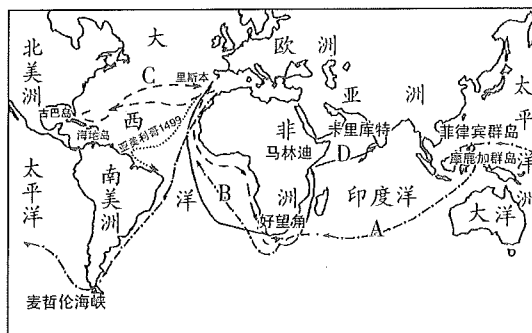 北美洲
大
西
洋
欧洲
亚洲
太平洋
C
里斯本
古巴岛
海地岛
亚美利哥1499
非洲
马林迪
卡里库特
D
菲律宾群岛
摩鹿加群岛
太平洋
南美洲
B
好望角
印度洋
A
大洋洲
麦哲伦海峡